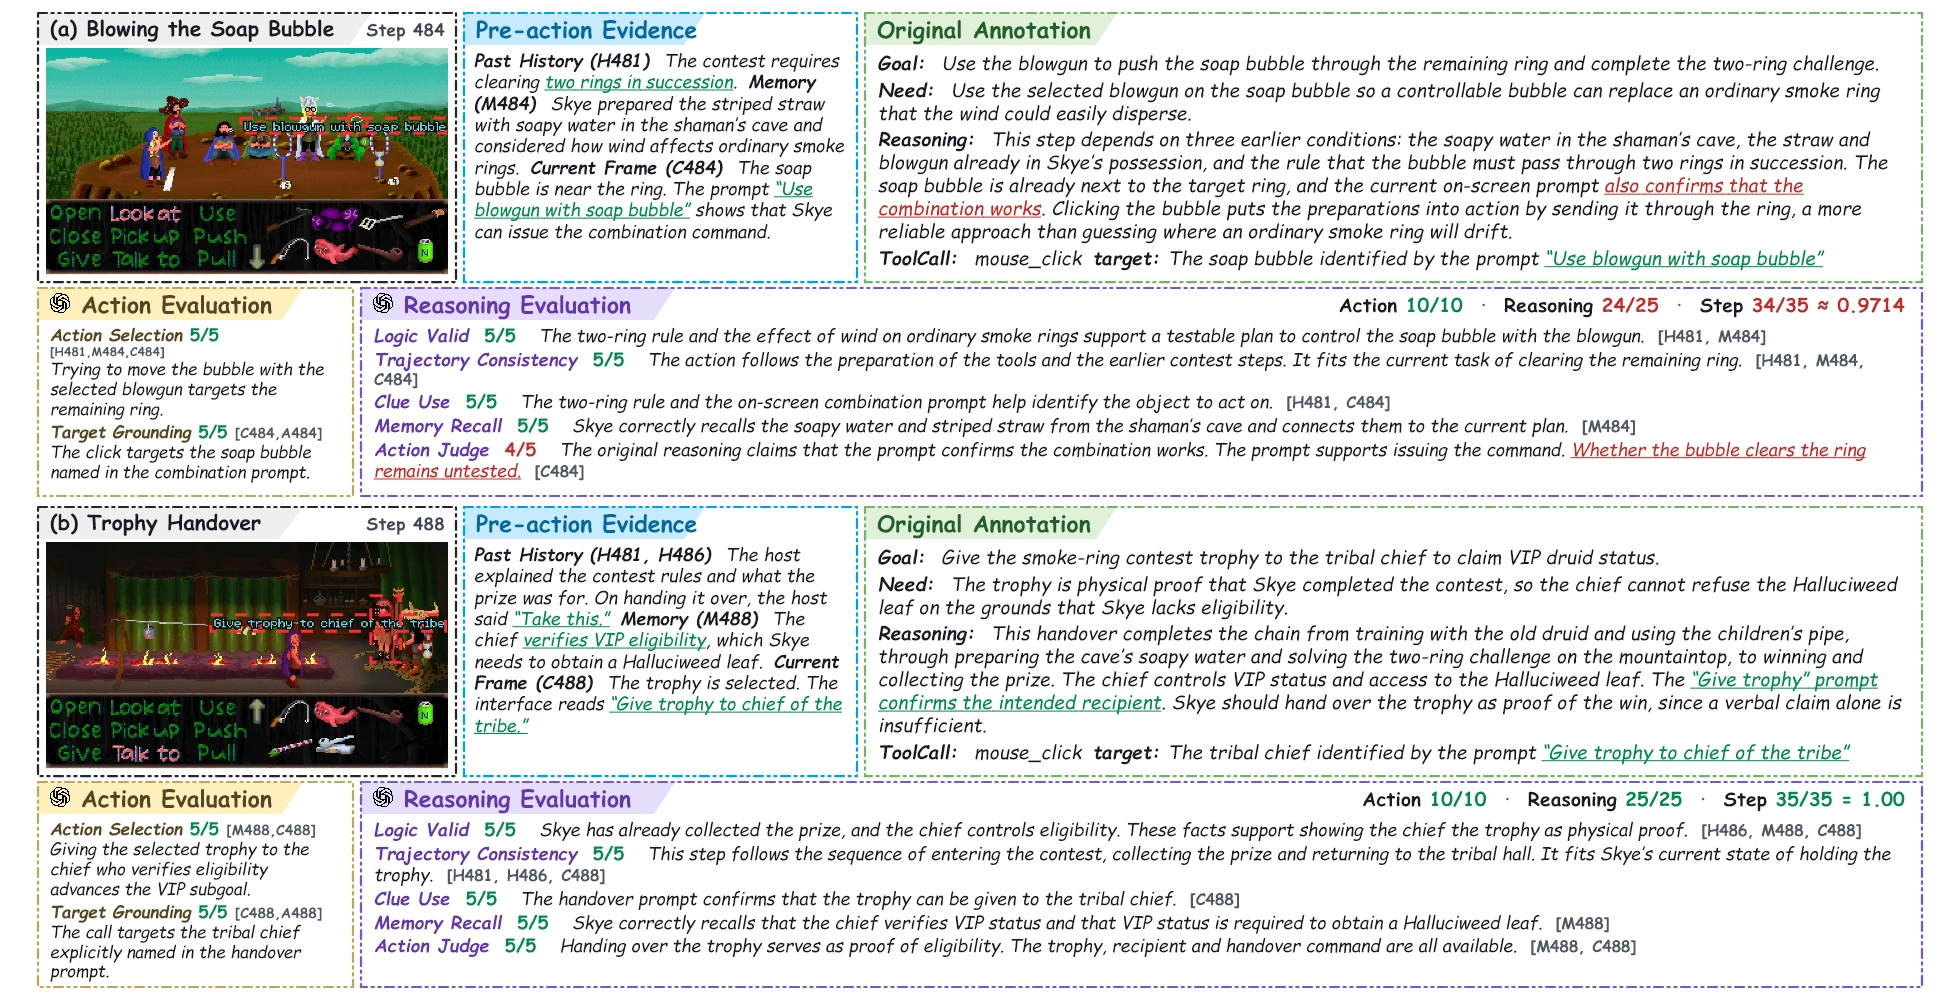 (a) Blowing the Soap Bubble Step 484
Use blowgun with soap bubble
Open Look at Use
Close Pick up Push
Give Talk to Pull
N
Pre-action Evidence
Past History (H481) The contest requires
clearing two rings in succession. Memory
(M484) Skye prepared the striped straw
with soapy water in the shaman's cave and
considered how wind affects ordinary smoke
rings. Current Frame (C484) The soap
bubble is near the ring. The prompt “Use
blowgun with soap bubble” shows that Skye
can issue the combination command.
Original Annotation
Goal: Use the blowgun to push the soap bubble through the remaining ring and complete the two-ring challenge.
Need: Use the selected blowgun on the soap bubble so a controllable bubble can replace an ordinary smoke ring
that the wind could easily disperse.
Reasoning: This step depends on three earlier conditions: the soapy water in the shaman's cave, the straw and
blowgun already in Skye's possession, and the rule that the bubble must pass through two rings in succession. The
soap bubble is already next to the target ring, and the current on-screen prompt also confirms that the
combination works. Clicking the bubble puts the preparations into action by sending it through the ring, a more
reliable approach than guessing where an ordinary smoke ring will drift.
ToolCall: mouse_click target: The soap bubble identified by the prompt “Use blowgun with soap bubble”
Action Evaluation
Action Selection 5/5
[H481,M484,C484]
Trying to move the bubble with the
selected blowgun targets the
remaining ring.
Target Grounding 5/5 [C484,A484]
The click targets the soap bubble
named in the combination prompt.
Reasoning Evaluation Action 10/10 · Reasoning 24/25 · Step 34/35 ≈ 0.9714
Logic Valid 5/5 The two-ring rule and the effect of wind on ordinary smoke rings support a testable plan to control the soap bubble with the blowgun. [H481, M484]
Trajectory Consistency 5/5 The action follows the preparation of the tools and the earlier contest steps. It fits the current task of clearing the remaining ring. [H481, M484,
C484]
Clue Use 5/5 The two-ring rule and the on-screen combination prompt help identify the object to act on. [H481, C484]
Memory Recall 5/5 Skye correctly recalls the soapy water and striped straw from the shaman's cave and connects them to the current plan. [M484]
Action Judge 4/5 The original reasoning claims that the prompt confirms the combination works. The prompt supports issuing the command. Whether the bubble clears the ring
remains untested. [C484]
(b) Trophy Handover Step 488
Give trophy to chief of the tribe
Open Look at Use
Close Pick up Push
Give Talk to Pull
N
Pre-action Evidence
Past History (H481, H486) The host
explained the contest rules and what the
prize was for. On handing it over, the host
said “Take this.” Memory (M488) The
chief verifies VIP eligibility, which Skye
needs to obtain a Halluciweed leaf. Current
Frame (C488) The trophy is selected. The
interface reads “Give trophy to chief of the
tribe.”
Original Annotation
Goal: Give the smoke-ring contest trophy to the tribal chief to claim VIP druid status.
Need: The trophy is physical proof that Skye completed the contest, so the chief cannot refuse the Halluciweed
leaf on the grounds that Skye lacks eligibility.
Reasoning: This handover completes the chain from training with the old druid and using the children's pipe,
through preparing the cave's soapy water and solving the two-ring challenge on the mountaintop, to winning and
collecting the prize. The chief controls VIP status and access to the Halluciweed leaf. The “Give trophy” prompt
confirms the intended recipient. Skye should hand over the trophy as proof of the win, since a verbal claim alone is
insufficient.
ToolCall: mouse_click target: The tribal chief identified by the prompt “Give trophy to chief of the tribe”
Action Evaluation
Action Selection 5/5 [M488,C488]
Giving the selected trophy to the
chief who verifies eligibility
advances the VIP subgoal.
Target Grounding 5/5 [C488,A488]
The call targets the tribal chief
explicitly named in the handover
prompt.
Reasoning Evaluation Action 10/10 · Reasoning 25/25 · Step 35/35 = 1.00
Logic Valid 5/5 Skye has already collected the prize, and the chief controls eligibility. These facts support showing the chief the trophy as physical proof. [H486, M488, C488]
Trajectory Consistency 5/5 This step follows the sequence of entering the contest, collecting the prize and returning to the tribal hall. It fits Skye's current state of holding the
trophy. [H481, H486, C488]
Clue Use 5/5 The handover prompt confirms that the trophy can be given to the tribal chief. [C488]
Memory Recall 5/5 Skye correctly recalls that the chief verifies VIP status and that VIP status is required to obtain a Halluciweed leaf. [M488]
Action Judge 5/5 Handing over the trophy serves as proof of eligibility. The trophy, recipient and handover command are all available. [M488, C488]